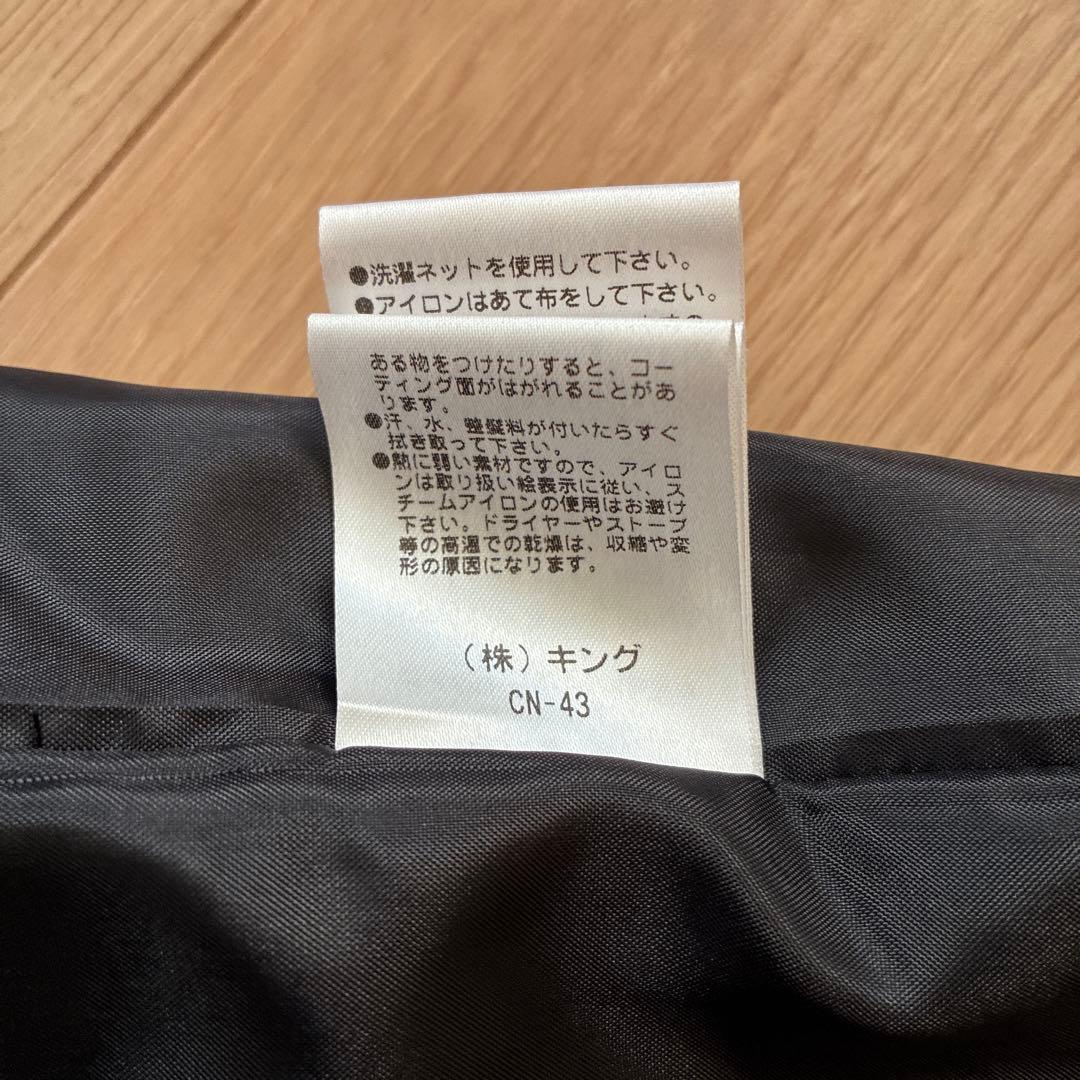 ●洗濯ネットを使用して下さい。
●アイロンはあて布をして下さい。
ある物をつけたりすると、コー
ティング面がはがれることがあ
ります。
●汗、水、整髪料が付いたらすぐ
拭き取って下さい。
●熱に弱い素材ですので、アイロ
ンは取り扱い絵表示に従い、ス
チームアイロンの使用はお避け
下さい。ドライヤーやストーブ
等の高温での乾燥は、収縮や変
形の原因になります。
（株）キング
CN-43